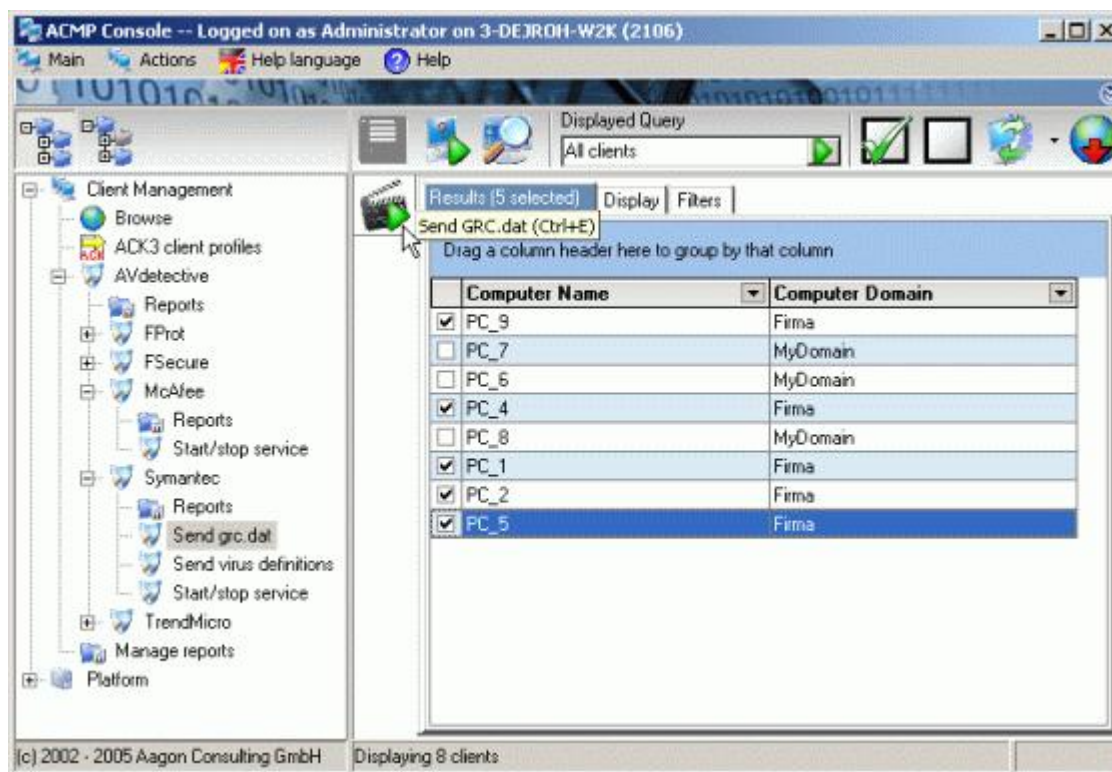 ACMP Console -- Logged on as Administrator on 3-DEJROH-W2K (2106)
Main Actions Help language Help
Displayed Query
All clients
Client Management
Browse
ACK3 client profiles
AVdetective
Reports
FProt
FSecure
McAfee
Reports
Start/stop service
Symantec
Reports
Send grc.dat
Send virus definitions
Start/stop service
TrendMicro
Manage reports
Platform
Results (5 selected) Display Filters
Send GRC.dat (Ctrl+E)
Drag a column header here to group by that column
Computer Name Computer Domain
PC_9 Firma
PC_7 MyDomain
PC_6 MyDomain
PC_4 Firma
PC_8 MyDomain
PC_1 Firma
PC_2 Firma
PC_5 Firma
(c) 2002 - 2005 Aagon Consulting GmbH Displaying 8 clients